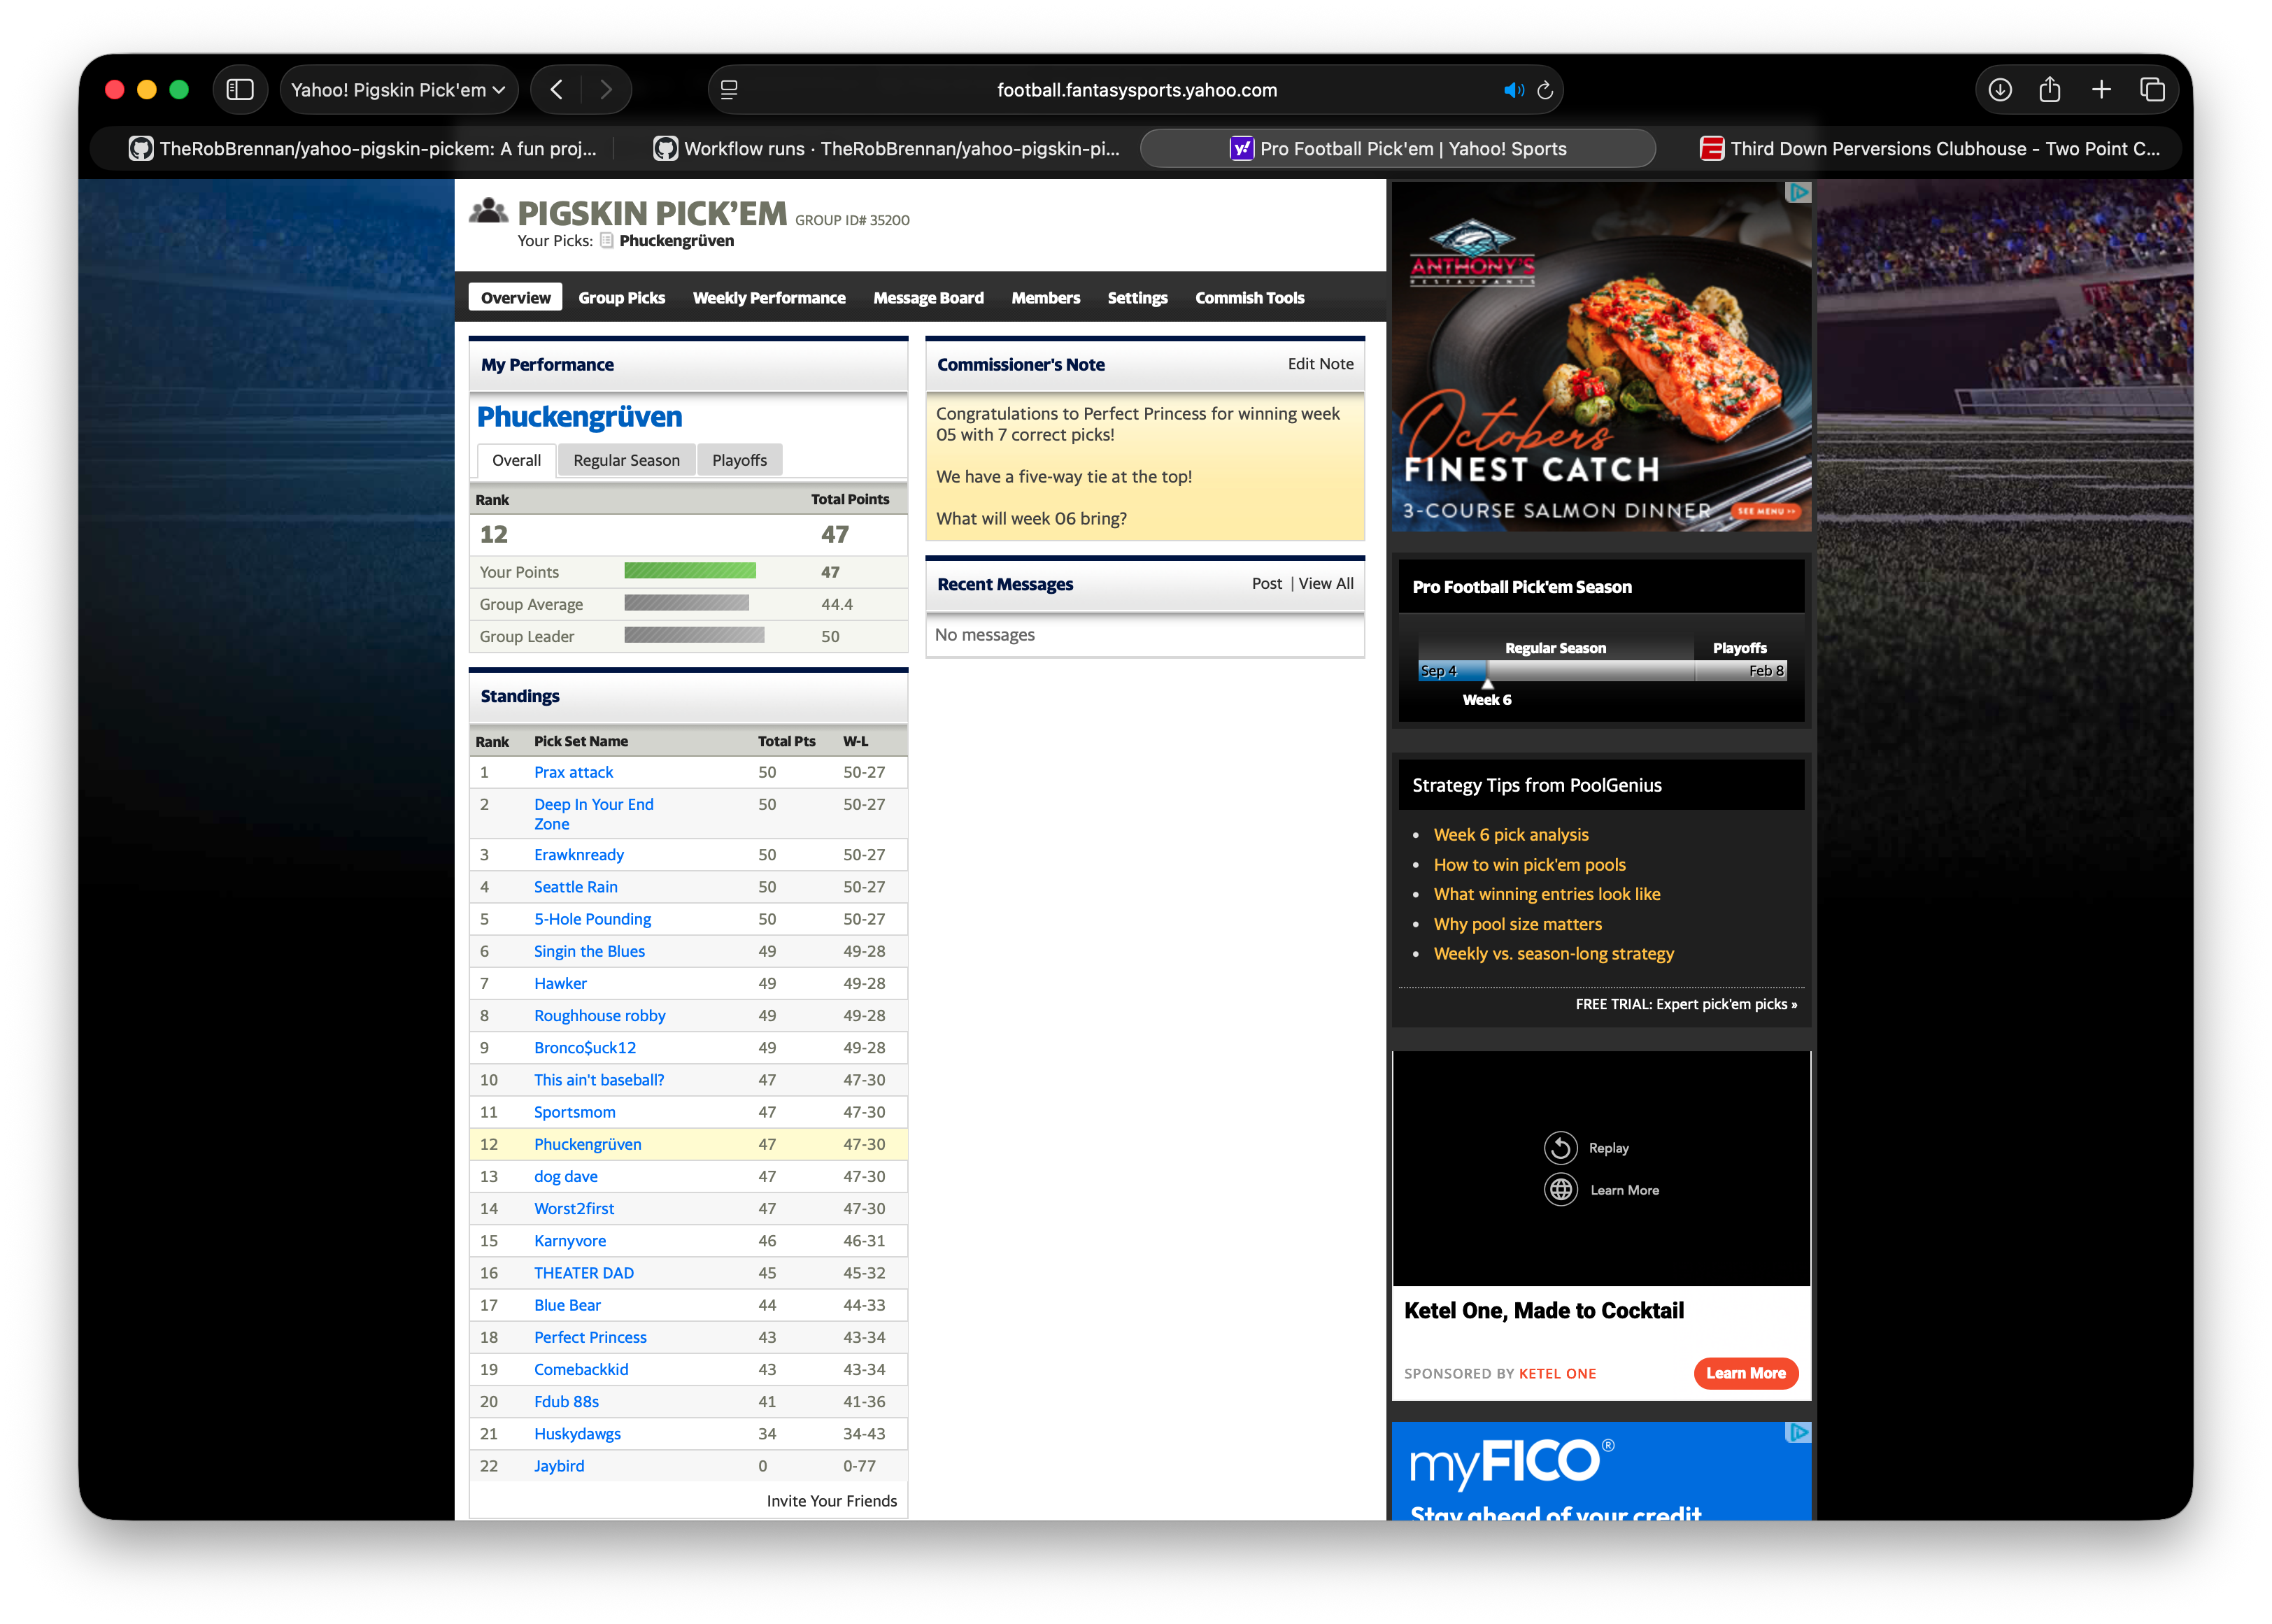 Yahoo! Pigskin Pick'em
football.fantasysports.yahoo.com
TheRobBrennan/yahoo-pigskin-pickem: A fun proj...
Workflow runs · TheRobBrennan/yahoo-pigskin-pi...
y! Pro Football Pick'em | Yahoo! Sports
Third Down Perversions Clubhouse - Two Point C...
PIGSKIN PICK'EM GROUP ID# 35200
Your Picks: Phuckengrüven
Overview Group Picks Weekly Performance Message Board Members Settings Commish Tools
My Performance
Phuckengrüven
Overall Regular Season Playoffs
Rank Total Points
12 47
Your Points 47
Group Average 44.4
Group Leader 50
Standings
Rank Pick Set Name Total Pts W-L
1 Prax attack 50 50-27
2 Deep In Your End 50 50-27
Zone
3 Erawknready 50 50-27
4 Seattle Rain 50 50-27
5 5-Hole Pounding 50 50-27
6 Singin the Blues 49 49-28
7 Hawker 49 49-28
8 Roughhouse robby 49 49-28
9 Bronco$uck12 49 49-28
10 This ain't baseball? 47 47-30
11 Sportsmom 47 47-30
12 Phuckengrüven 47 47-30
13 dog dave 47 47-30
14 Worst2first 47 47-30
15 Karnyvore 46 46-31
16 THEATER DAD 45 45-32
17 Blue Bear 44 44-33
18 Perfect Princess 43 43-34
19 Comebackkid 43 43-34
20 Fdub 88s 41 41-36
21 Huskydawgs 34 34-43
22 Jaybird 0 0-77
Invite Your Friends
Commissioner's Note Edit Note
Congratulations to Perfect Princess for winning week
05 with 7 correct picks!
We have a five-way tie at the top!
What will week 06 bring?
Recent Messages Post | View All
No messages
ANTHONY'S
RESTAURANTS
Octobers
FINEST CATCH
3-COURSE SALMON DINNER SEE MENU >>
Pro Football Pick'em Season
Regular Season Playoffs
Sep 4 Feb 8
Week 6
Strategy Tips from PoolGenius
• Week 6 pick analysis
• How to win pick'em pools
• What winning entries look like
• Why pool size matters
• Weekly vs. season-long strategy
FREE TRIAL: Expert pick'em picks »
Replay
Learn More
Ketel One, Made to Cocktail
SPONSORED BY KETEL ONE Learn More
myFICO®
Stay ahead of your credit